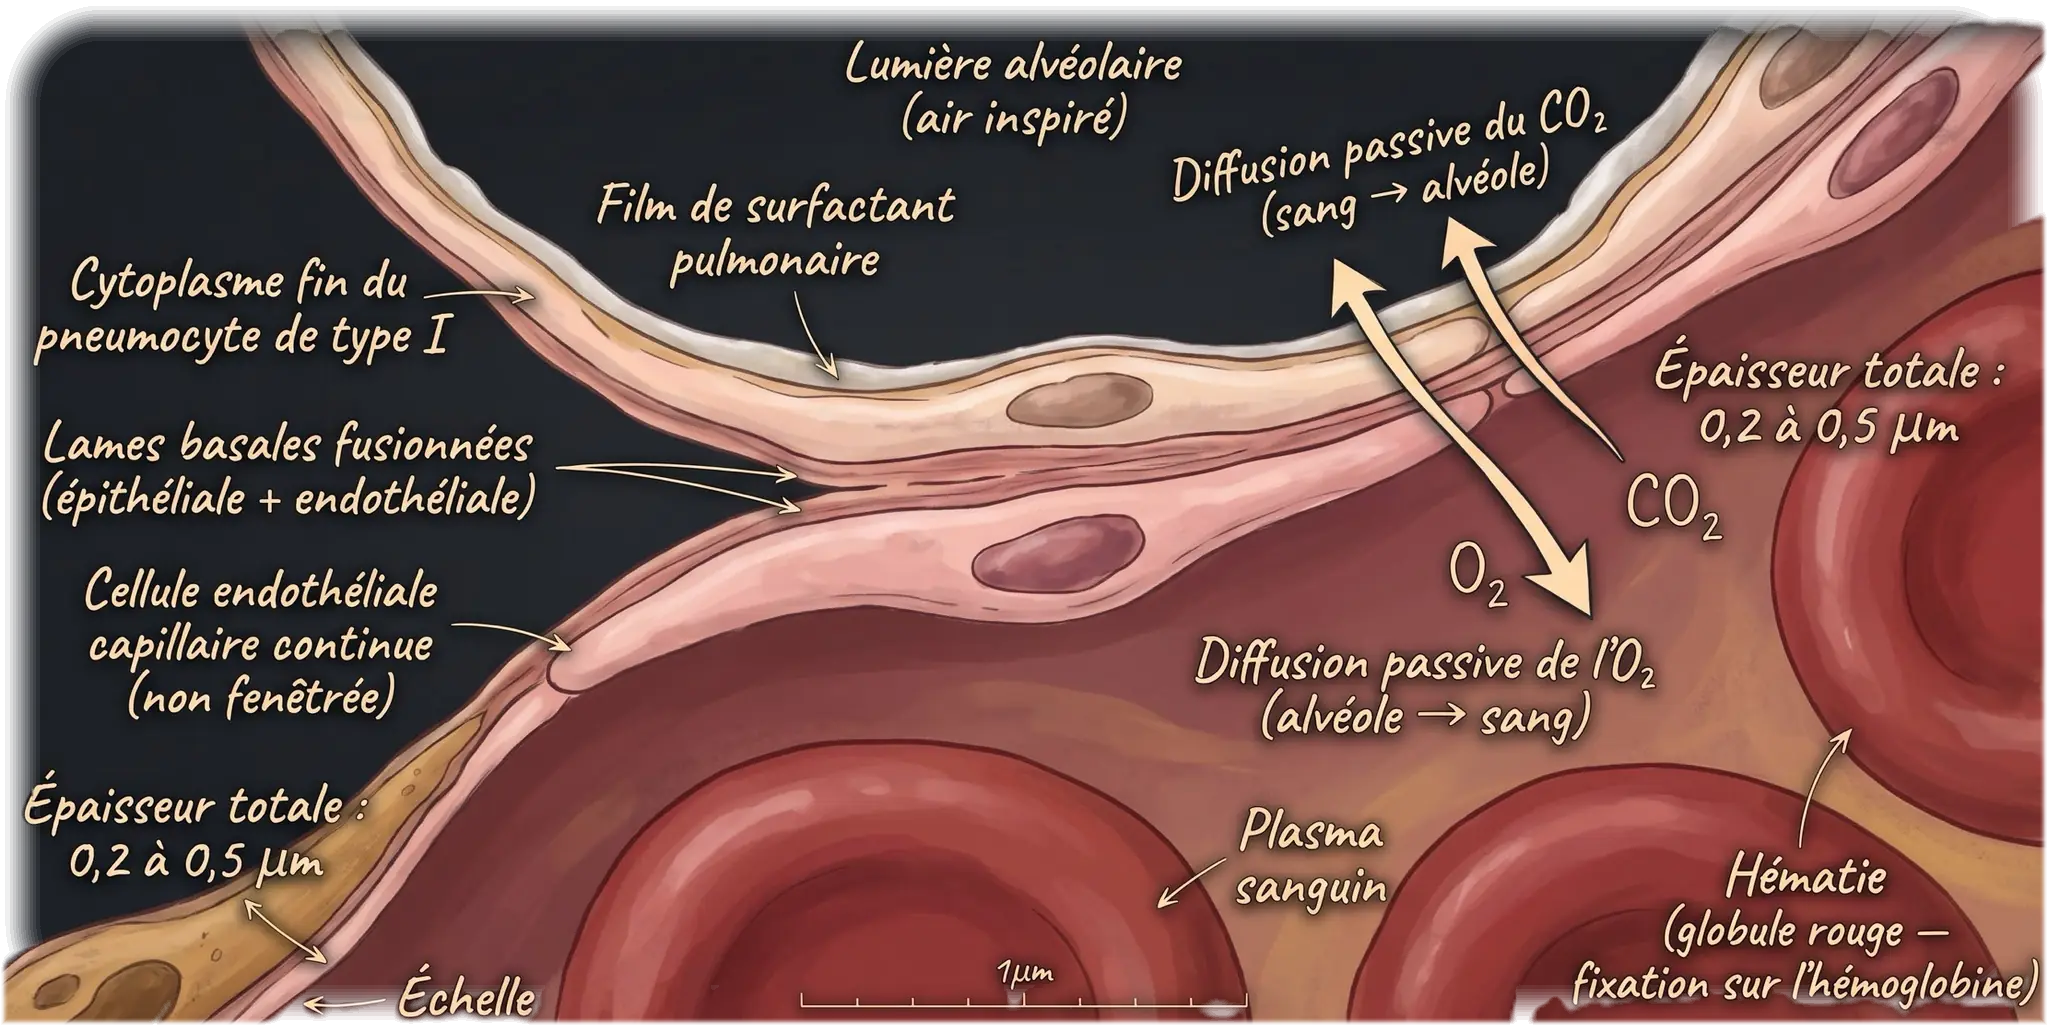 Lumière alvéolaire
(air inspiré)
Diffusion passive du CO₂
(sang → alvéole)
Film de surfactant
pulmonaire
Cytoplasme fin du
pneumocyte de type I
Épaisseur totale :
0,2 à 0,5 µm
Lames basales fusionnées
(épithéliale + endothéliale)
CO₂
O₂
Cellule endothéliale
capillaire continue
(non fenêtrée)
Diffusion passive de l'O₂
(alvéole → sang)
Épaisseur totale :
0,2 à 0,5 µm
Plasma
sanguin
Hématie
(globule rouge —
fixation sur l'hémoglobine)
1µm
Échelle